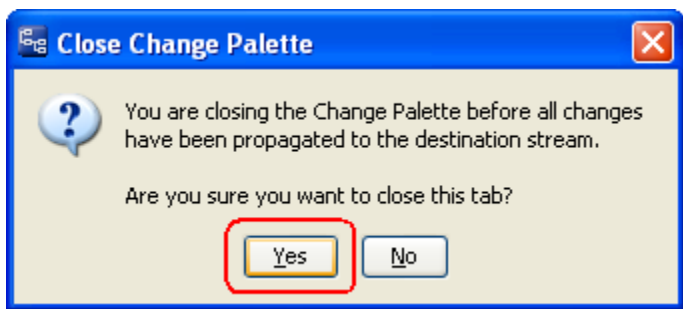 Close Change Palette
You are closing the Change Palette before all changes
have been propagated to the destination stream.
Are you sure you want to close this tab?
Yes No